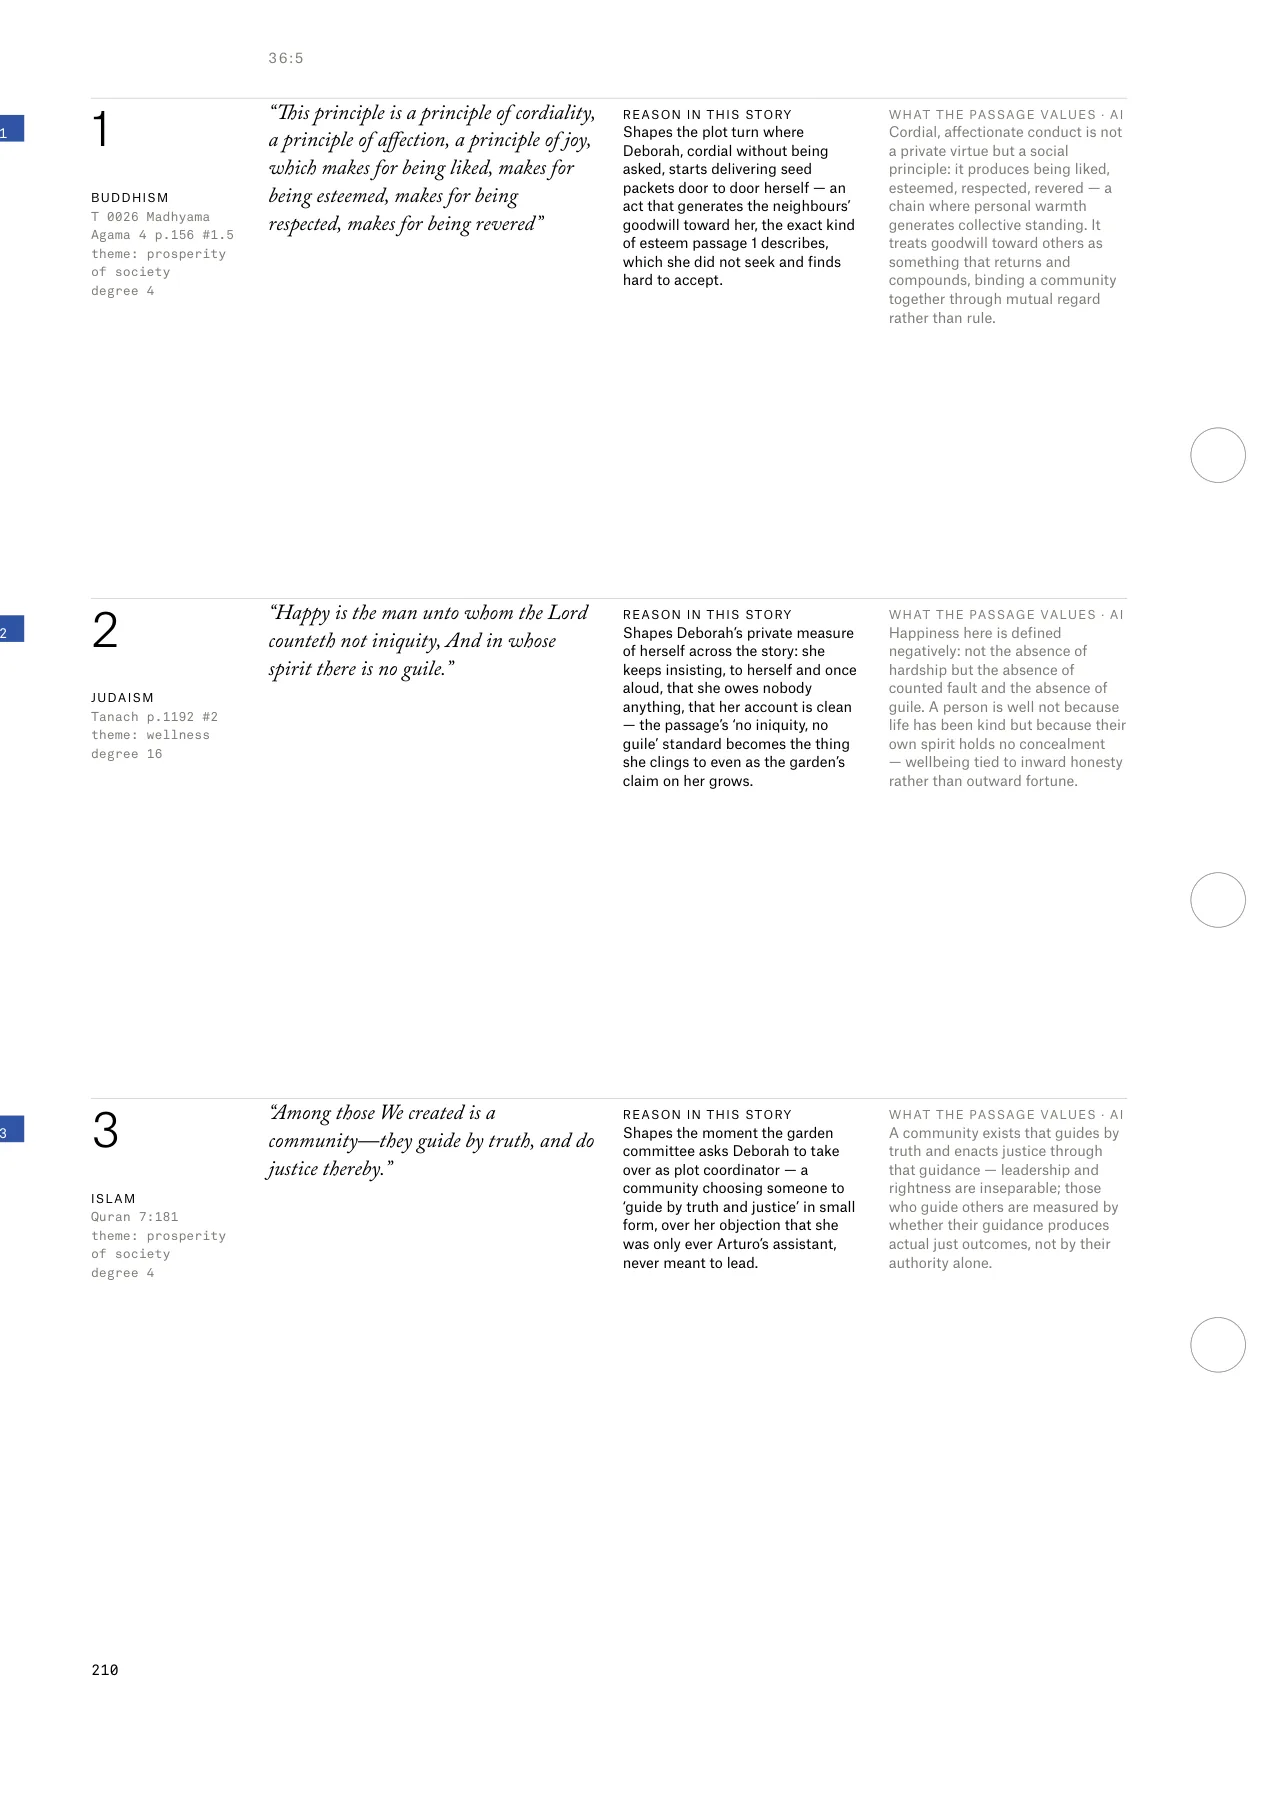 36:5
1
1
BUDDHISM
T 0026 Madhyama
Agama 4 p.156 #1.5
theme: prosperity
of society
degree 4
“This principle is a principle of cordiality,
a principle of affection, a principle of joy,
which makes for being liked, makes for
being esteemed, makes for being
respected, makes for being revered”
REASON IN THIS STORY
Shapes the plot turn where
Deborah, cordial without being
asked, starts delivering seed
packets door to door herself — an
act that generates the neighbours’
goodwill toward her, the exact kind
of esteem passage 1 describes,
which she did not seek and finds
hard to accept.
WHAT THE PASSAGE VALUES · AI
Cordial, affectionate conduct is not
a private virtue but a social
principle: it produces being liked,
esteemed, respected, revered — a
chain where personal warmth
generates collective standing. It
treats goodwill toward others as
something that returns and
compounds, binding a community
together through mutual regard
rather than rule.
2
2
JUDAISM
Tanach p.1192 #2
theme: wellness
degree 16
“Happy is the man unto whom the Lord
counteth not iniquity, And in whose
spirit there is no guile.”
REASON IN THIS STORY
Shapes Deborah’s private measure
of herself across the story: she
keeps insisting, to herself and once
aloud, that she owes nobody
anything, that her account is clean
— the passage’s ‘no iniquity, no
guile’ standard becomes the thing
she clings to even as the garden’s
claim on her grows.
WHAT THE PASSAGE VALUES · AI
Happiness here is defined
negatively: not the absence of
hardship but the absence of
counted fault and the absence of
guile. A person is well not because
life has been kind but because their
own spirit holds no concealment
— wellbeing tied to inward honesty
rather than outward fortune.
3
3
ISLAM
Quran 7:181
theme: prosperity
of society
degree 4
“Among those We created is a
community—they guide by truth, and do
justice thereby.”
REASON IN THIS STORY
Shapes the moment the garden
committee asks Deborah to take
over as plot coordinator — a
community choosing someone to
‘guide by truth and justice’ in small
form, over her objection that she
was only ever Arturo’s assistant,
never meant to lead.
WHAT THE PASSAGE VALUES · AI
A community exists that guides by
truth and enacts justice through
that guidance — leadership and
rightness are inseparable; those
who guide others are measured by
whether their guidance produces
actual just outcomes, not by their
authority alone.
210